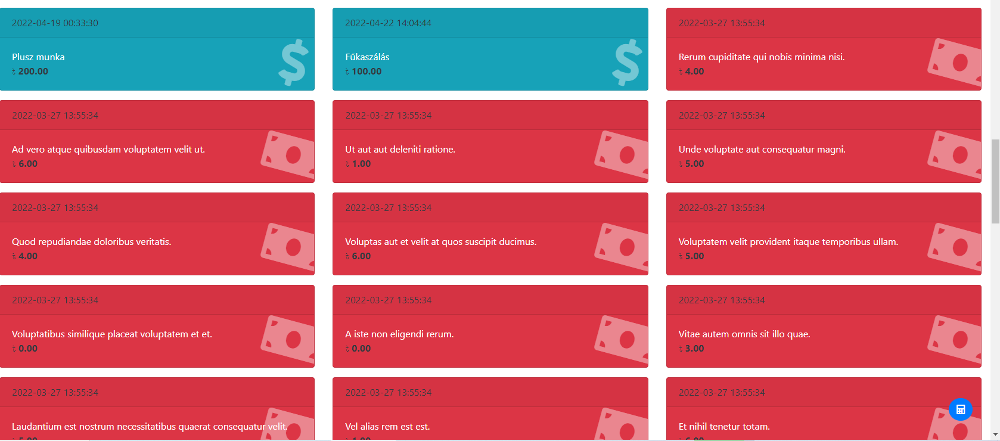 2022-04-19 00:33:30
Plusz munka
৳ 200.00
2022-04-22 14:04:44
Fűkaszálás
৳ 100.00
2022-03-27 13:55:34
Rerum cupiditate qui nobis minima nisi.
৳ 4.00
2022-03-27 13:55:34
Ad vero atque quibusdam voluptatem velit ut.
৳ 6.00
2022-03-27 13:55:34
Ut aut aut deleniti ratione.
৳ 1.00
2022-03-27 13:55:34
Unde voluptate aut consequatur magni.
৳ 5.00
2022-03-27 13:55:34
Quod repudiandae doloribus veritatis.
৳ 4.00
2022-03-27 13:55:34
Voluptas aut et velit at quos suscipit ducimus.
৳ 6.00
2022-03-27 13:55:34
Voluptatem velit provident itaque temporibus ullam.
৳ 5.00
2022-03-27 13:55:34
Voluptatibus similique placeat voluptatem et et.
৳ 0.00
2022-03-27 13:55:34
A iste non eligendi rerum.
৳ 0.00
2022-03-27 13:55:34
Vitae autem omnis sit illo quae.
৳ 3.00
2022-03-27 13:55:34
Laudantium est nostrum necessitatibus quaerat consequatur velit.
2022-03-27 13:55:34
Vel alias rem est est.
2022-03-27 13:55:34
Et nihil tenetur totam.